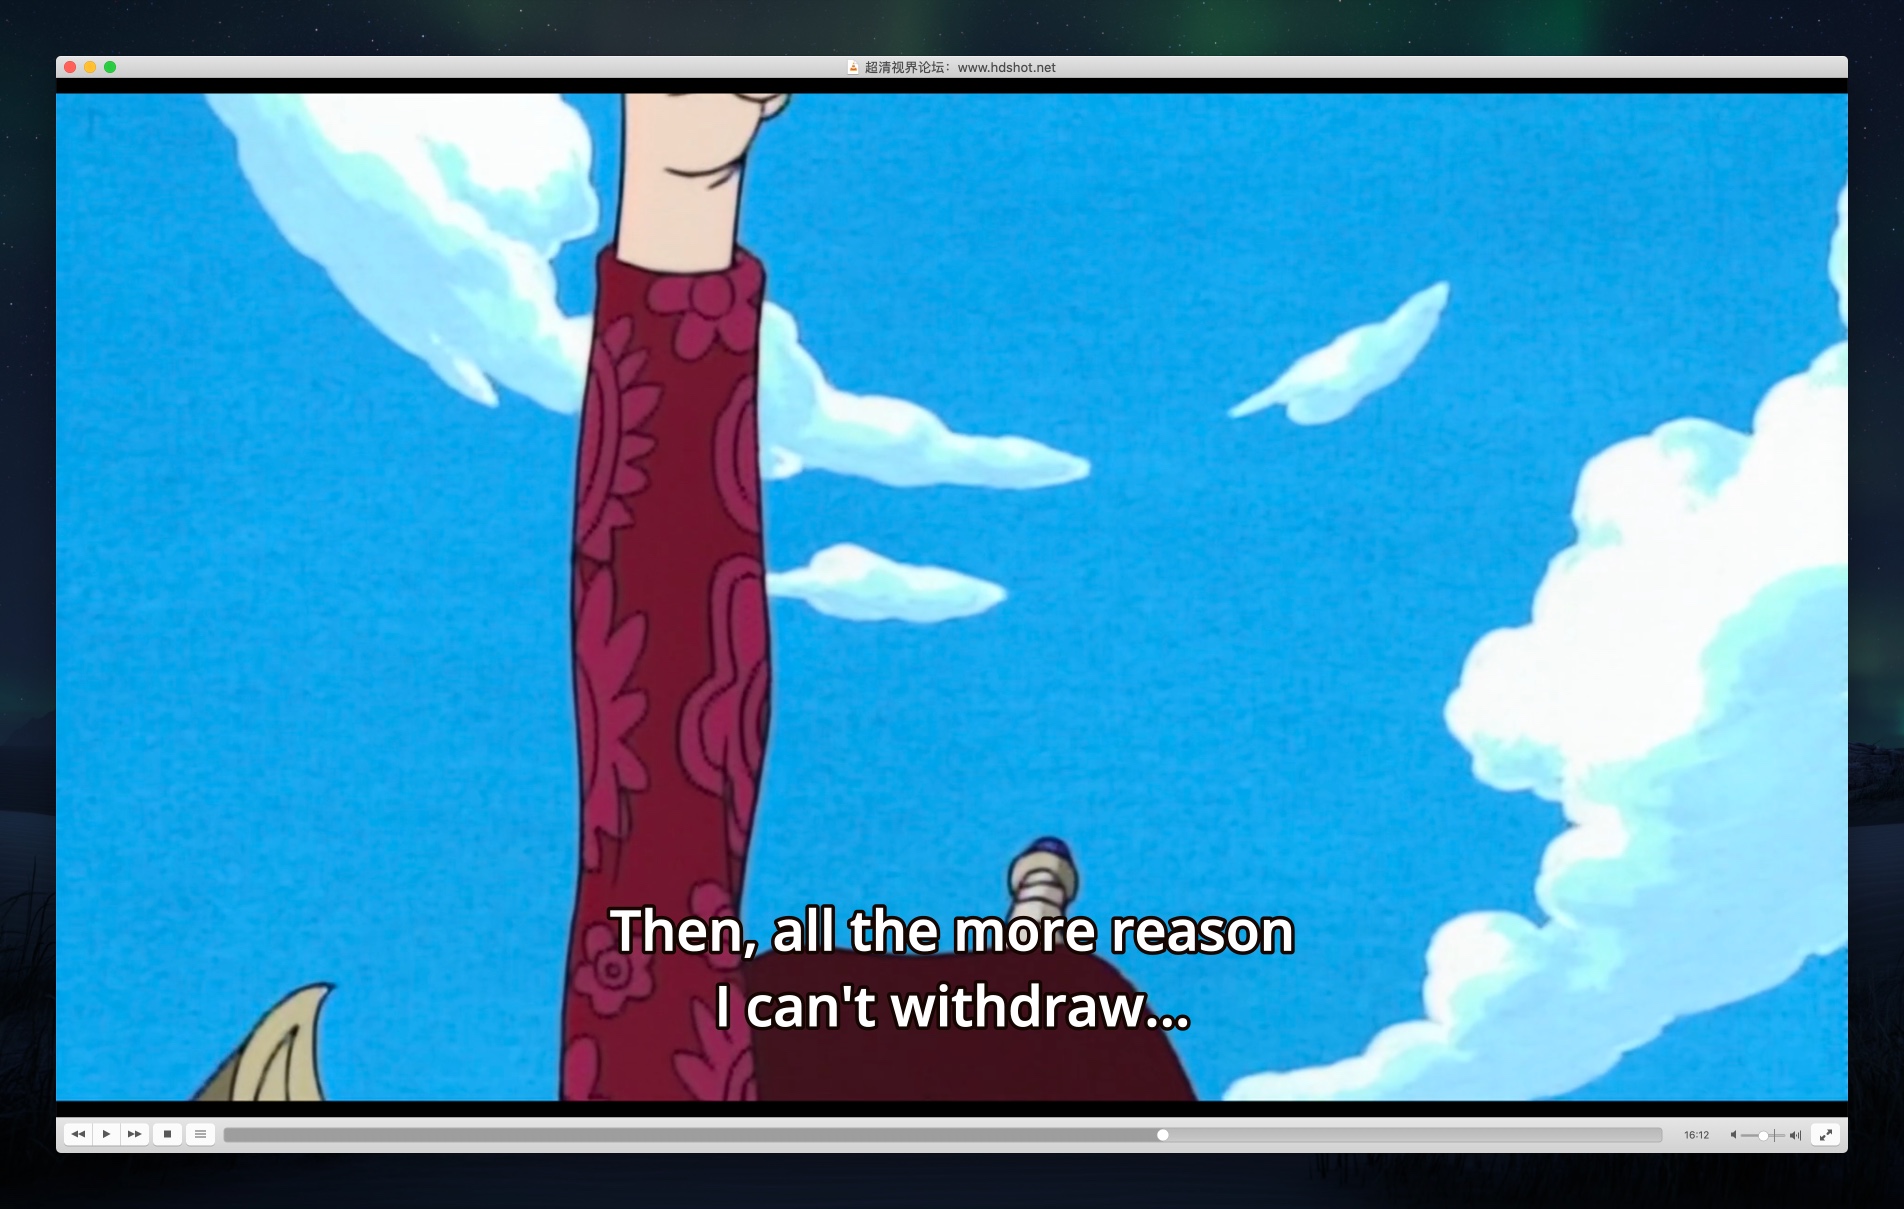 超清视界论坛：www.hdshot.net
Then, all the more reason
I can't withdraw...
16:12